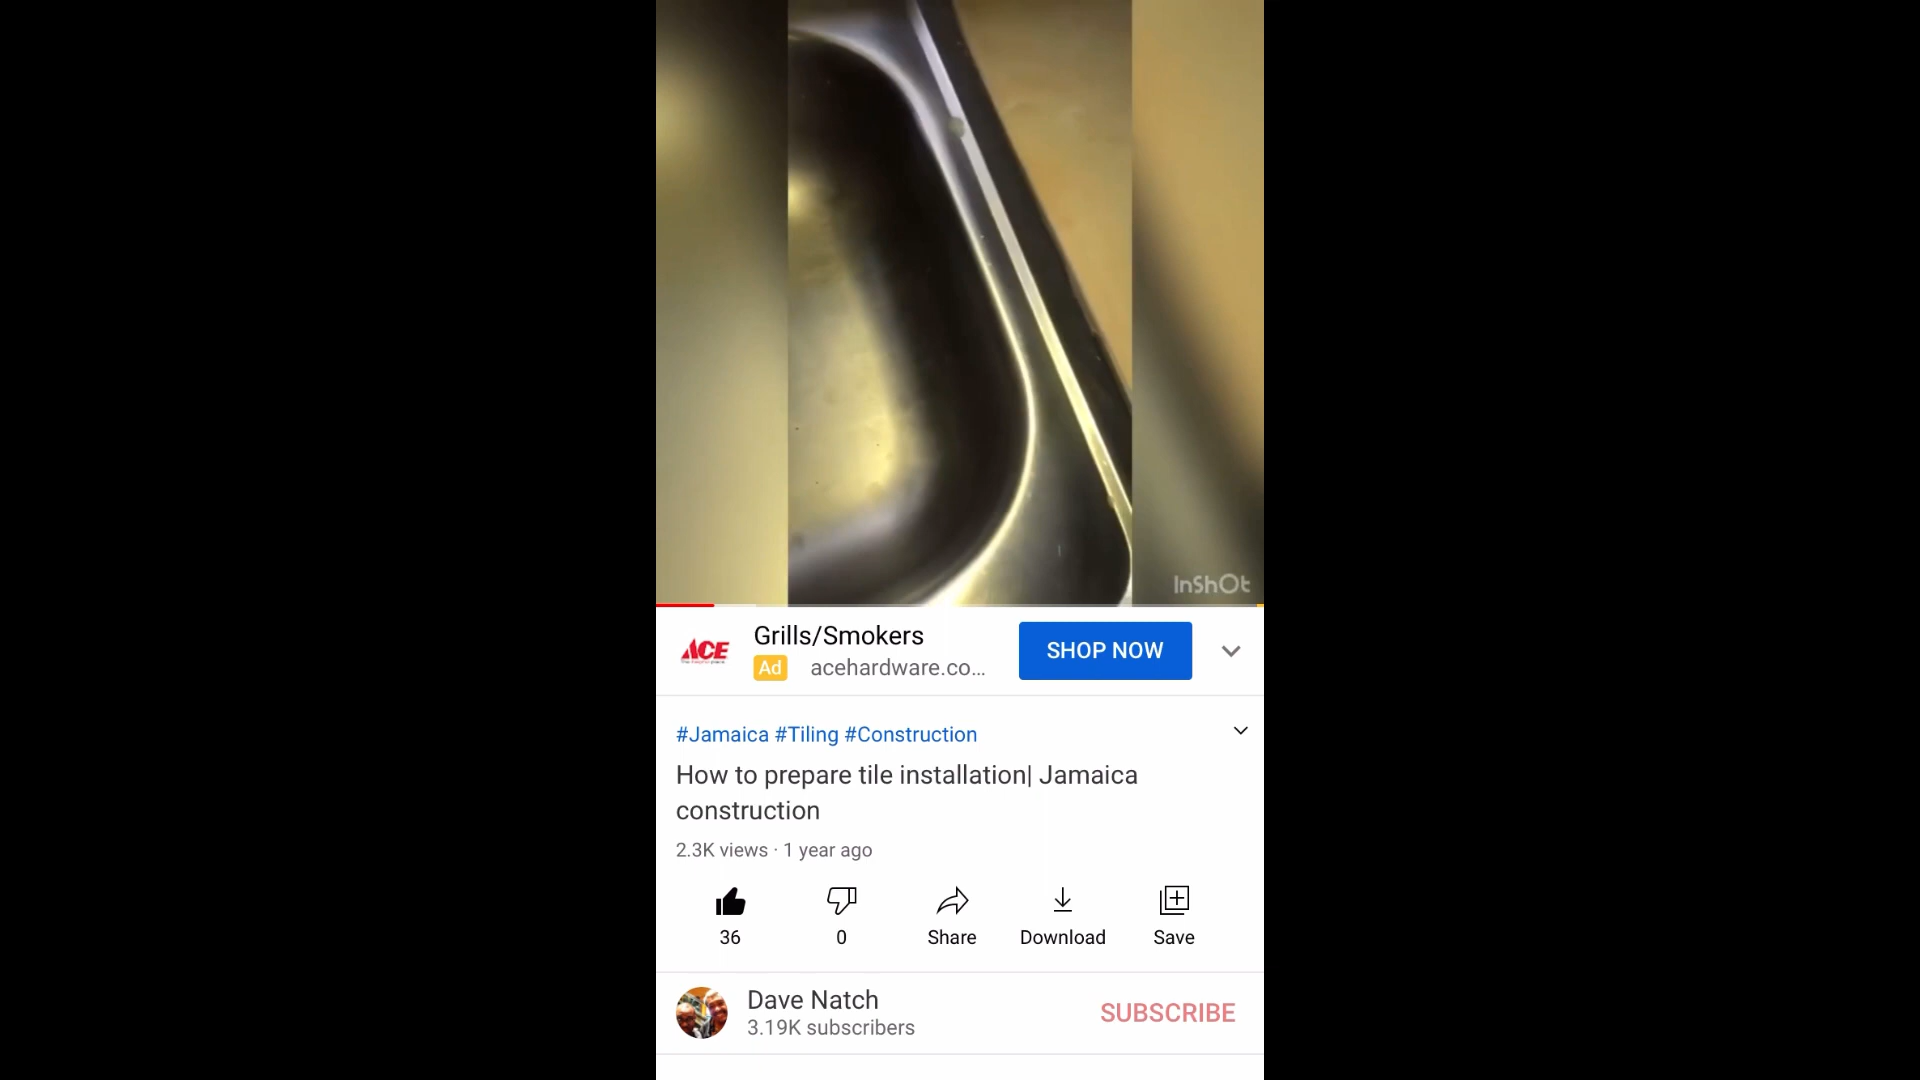 InShOt
ACE
Grills/Smokers
SHOP NOW
Ad acehardware.co...
#Jamaica #Tiling #Construction
How to prepare tile installation| Jamaica
construction
2.3K views · 1 year ago
36
0
Share
Download
Save
Dave Natch
3.19K subscribers
SUBSCRIBE